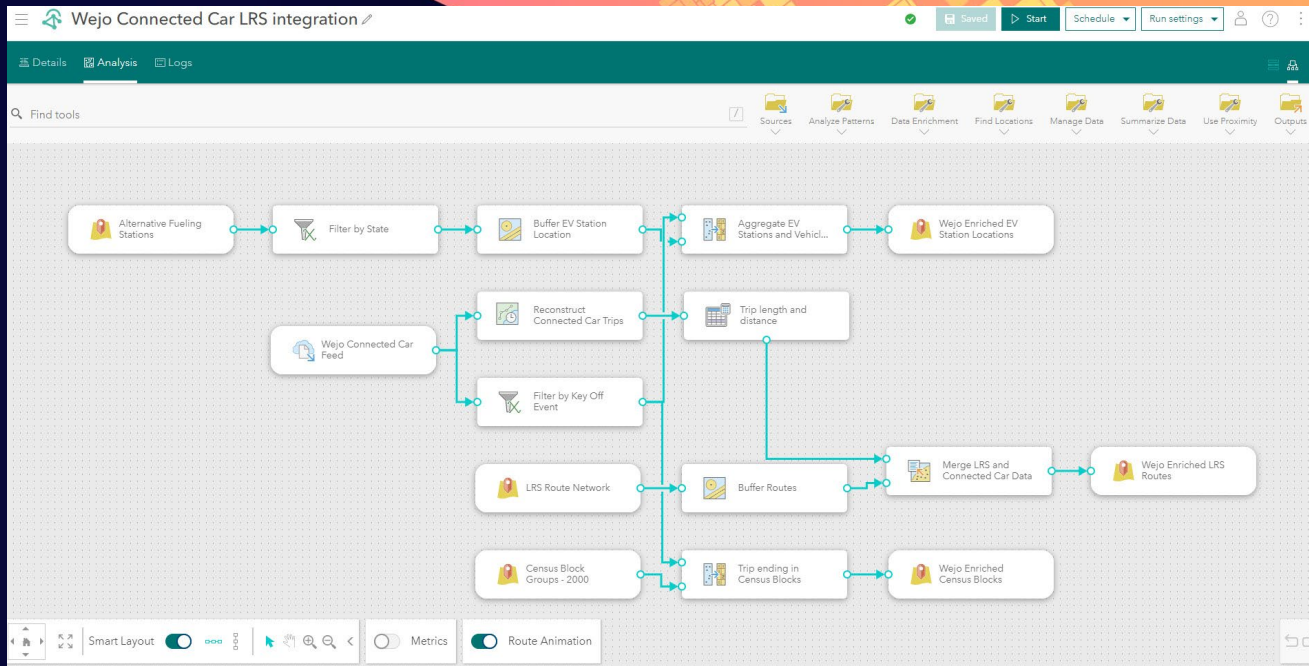 Wejo Connected Car LRS integration
Saved
Start
Schedule
Run settings
Details
Analysis
Logs
Find tools
/
Sources
Analyze Patterns
Data Enrichment
Find Locations
Manage Data
Summarize Data
Use Proximity
Outputs
Alternative Fueling
Stations
Filter by State
Buffer EV Station
Location
Aggregate EV
Stations and Vehicl...
Wejo Enriched EV
Station Locations
Reconstruct
Connected Car Trips
Trip length and
distance
Wejo Connected Car
Feed
Filter by Key Off
Event
LRS Route Network
Buffer Routes
Merge LRS and
Connected Car Data
Wejo Enriched LRS
Routes
Census Block
Groups - 2000
Trip ending in
Census Blocks
Wejo Enriched
Census Blocks
Smart Layout
Metrics
Route Animation